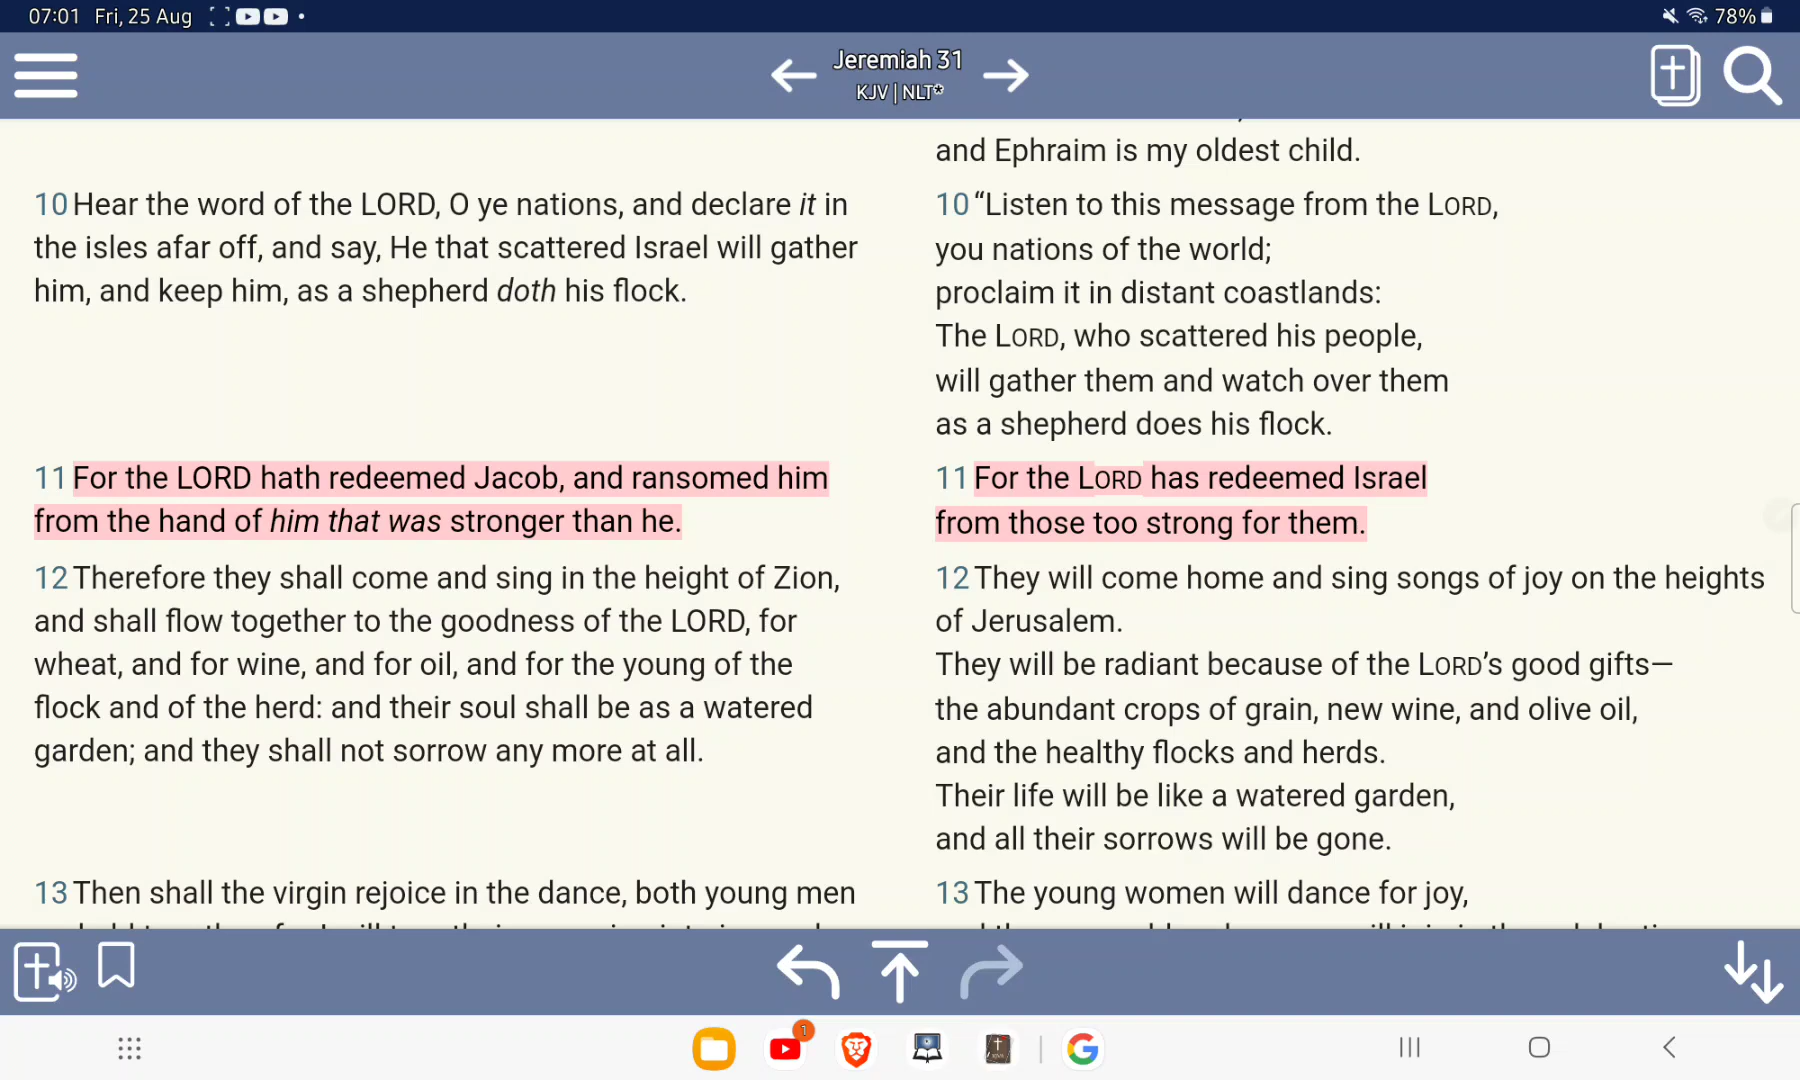 07:01 Fri, 25 Aug
78%
Jeremiah 31
KJV | NLT*
10 Hear the word of the LORD, O ye nations, and declare it in
the isles afar off, and say, He that scattered Israel will gather
him, and keep him, as a shepherd doth his flock.
11 For the LORD hath redeemed Jacob, and ransomed him
from the hand of him that was stronger than he.
12 Therefore they shall come and sing in the height of Zion,
and shall flow together to the goodness of the LORD, for
wheat, and for wine, and for oil, and for the young of the
flock and of the herd: and their soul shall be as a watered
garden; and they shall not sorrow any more at all.
13 Then shall the virgin rejoice in the dance, both young men
and Ephraim is my oldest child.
10 “Listen to this message from the LORD,
you nations of the world;
proclaim it in distant coastlands:
The LORD, who scattered his people,
will gather them and watch over them
as a shepherd does his flock.
11 For the LORD has redeemed Israel
from those too strong for them.
12 They will come home and sing songs of joy on the heights
of Jerusalem.
They will be radiant because of the LORD’s good gifts—
the abundant crops of grain, new wine, and olive oil,
and the healthy flocks and herds.
Their life will be like a watered garden,
and all their sorrows will be gone.
13 The young women will dance for joy,
1